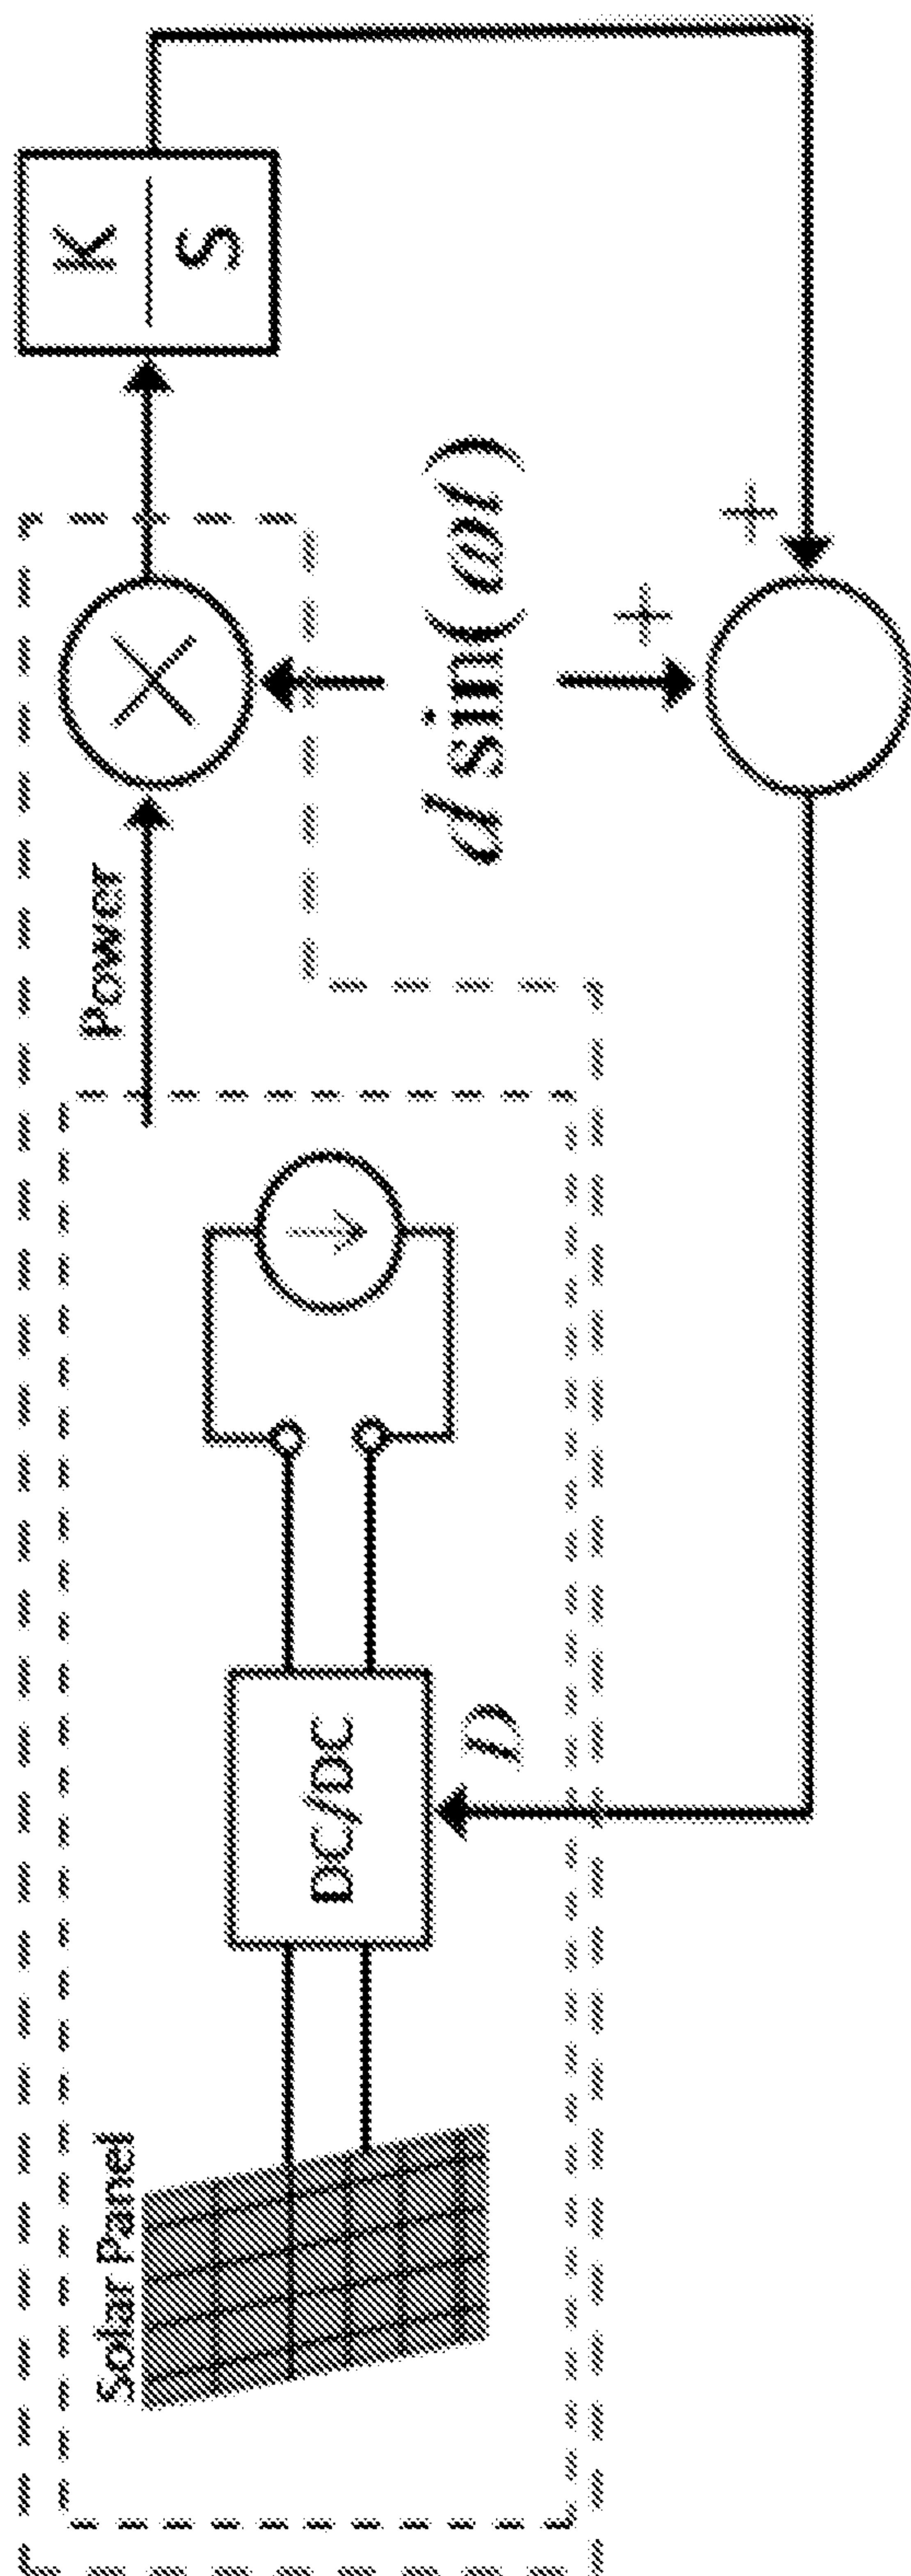 Solar Panel
DC/DC
D
Power
d sin( ωt )
+
+
K
S